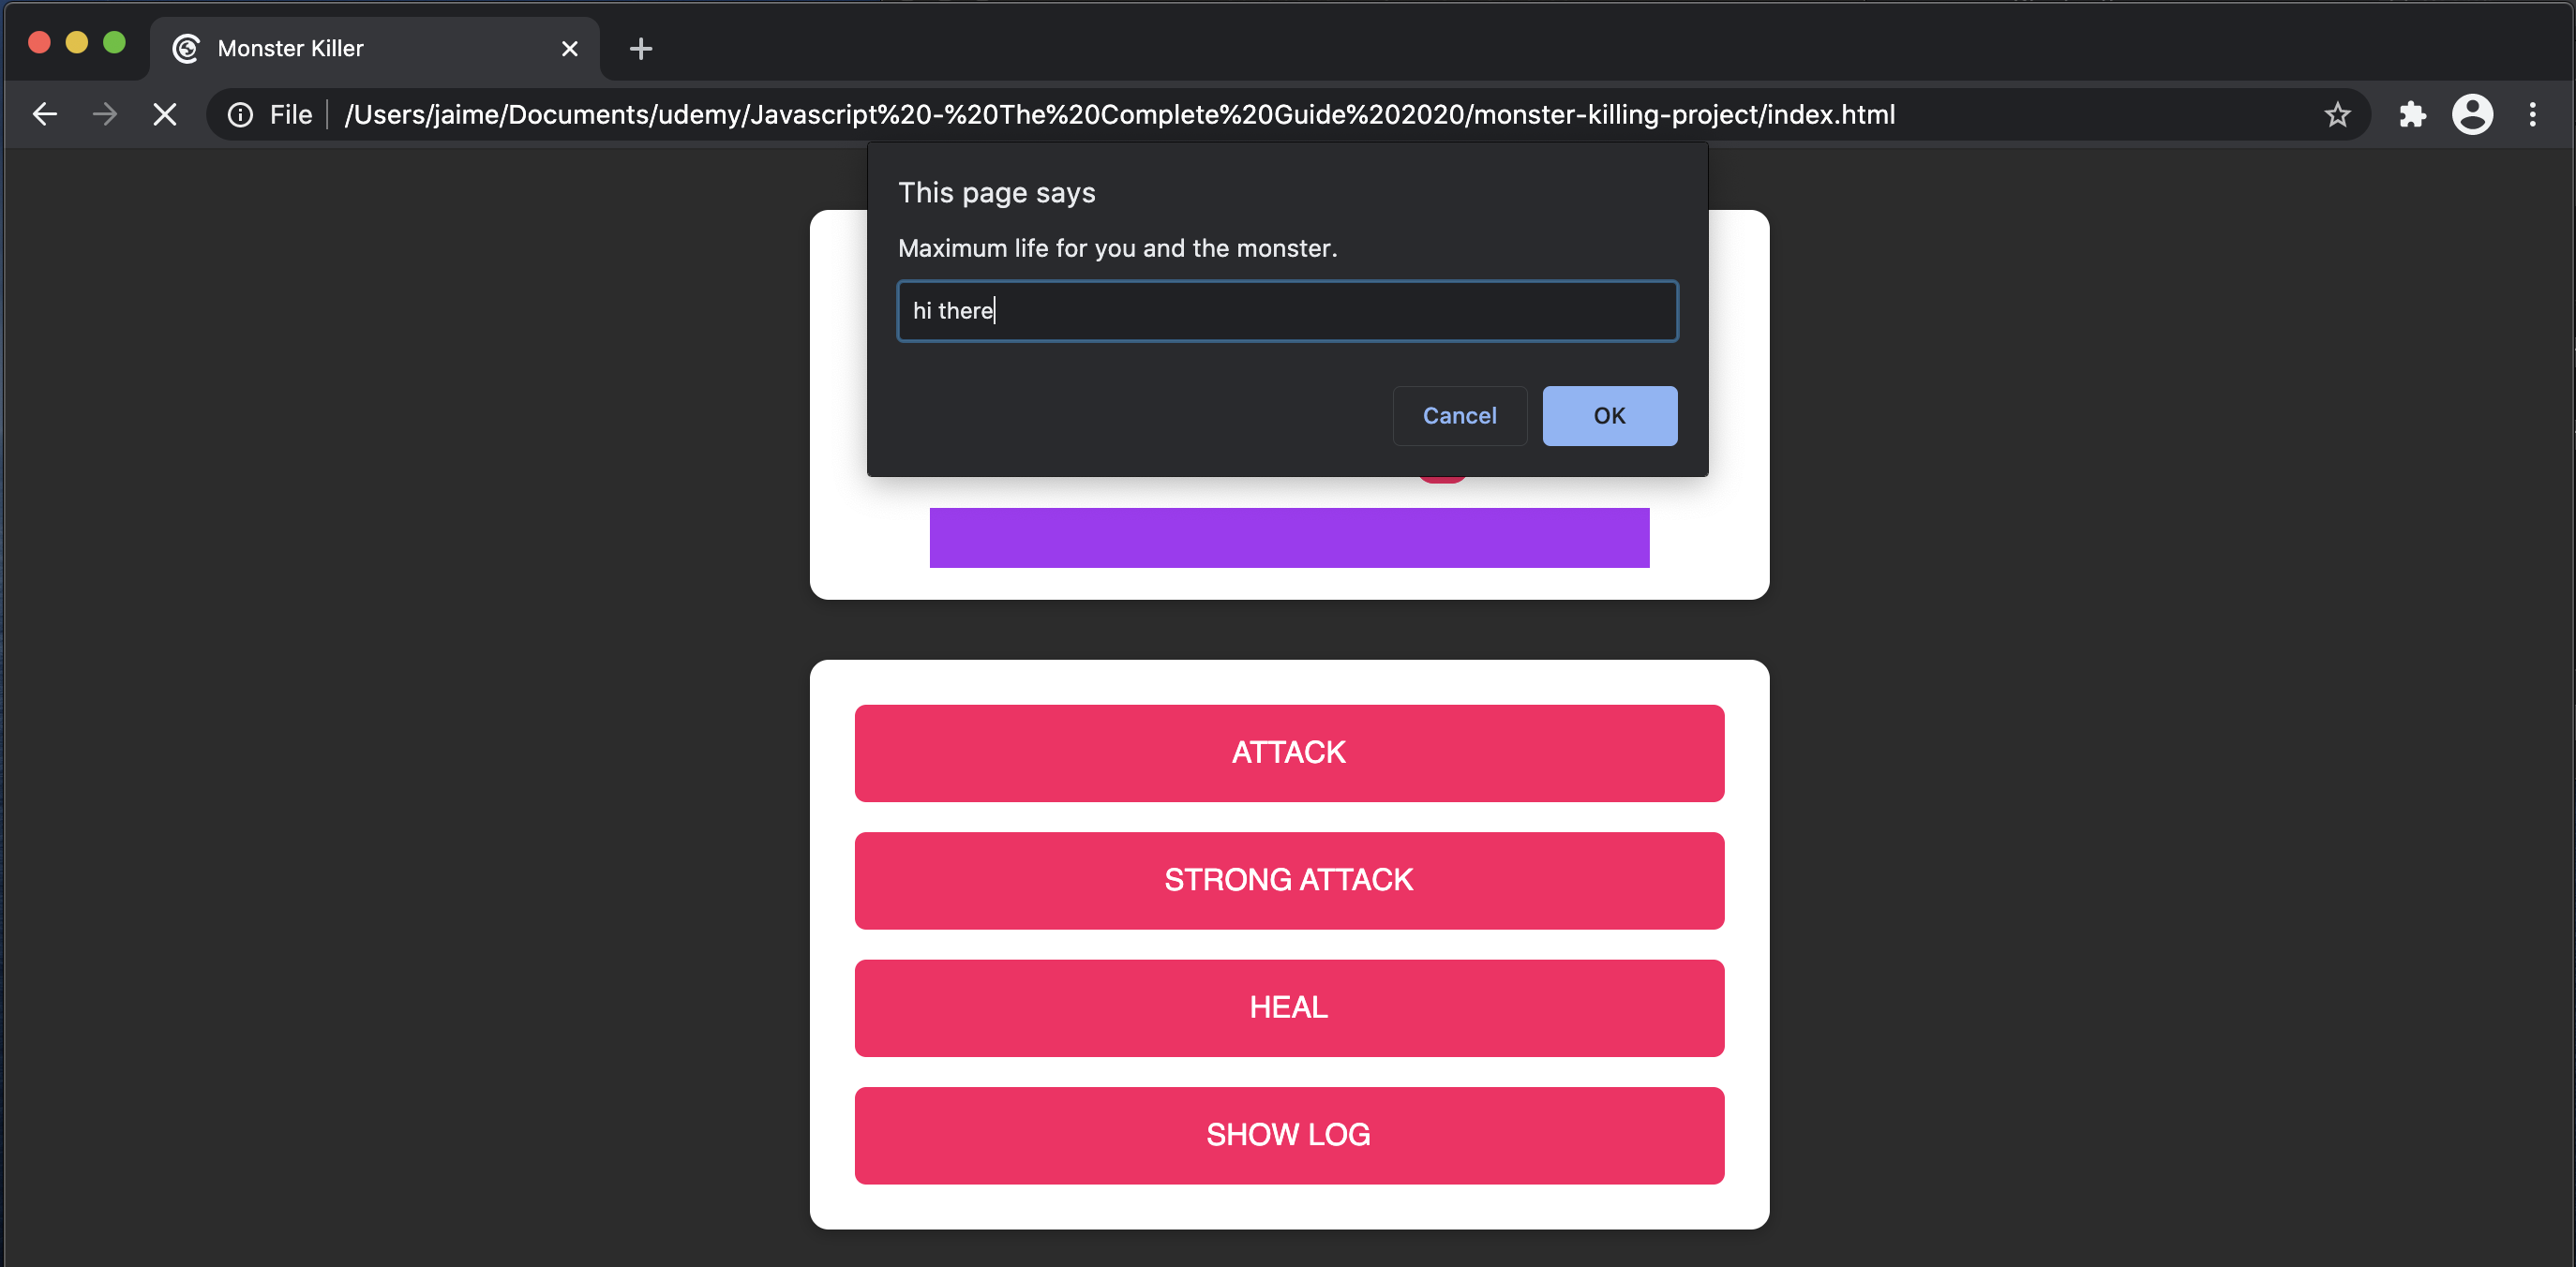 Monster Killer
File | /Users/jaime/Documents/udemy/Javascript%20-%20The%20Complete%20Guide%202020/monster-killing-project/index.html
This page says
Maximum life for you and the monster.
hi there
Cancel
OK
ATTACK
STRONG ATTACK
HEAL
SHOW LOG